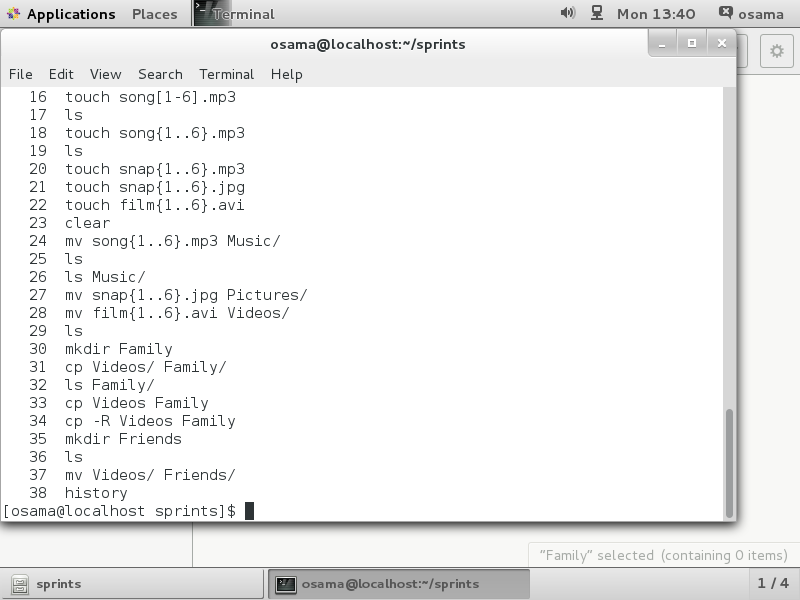 Applications Places Terminal Mon 13:40 osama
osama@localhost:~/sprints
File Edit View Search Terminal Help
16 touch song[1-6].mp3
17 ls
18 touch song{1..6}.mp3
19 ls
20 touch snap{1..6}.mp3
21 touch snap{1..6}.jpg
22 touch film{1..6}.avi
23 clear
24 mv song{1..6}.mp3 Music/
25 ls
26 ls Music/
27 mv snap{1..6}.jpg Pictures/
28 mv film{1..6}.avi Videos/
29 ls
30 mkdir Family
31 cp Videos/ Family/
32 ls Family/
33 cp Videos Family
34 cp -R Videos Family
35 mkdir Friends
36 ls
37 mv Videos/ Friends/
38 history
[osama@localhost sprints]$
"Family" selected (containing 0 items)
sprints osama@localhost:~/sprints 1 / 4